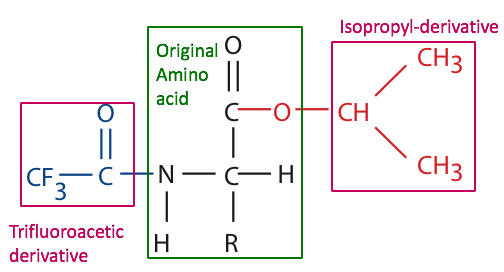 Isopropyl-derivative
Original
Amino
acid
O
CH3
O
C
O
CH
CF3
C
N
C
H
CH3
Trifluoroacetic
derivative
H
R